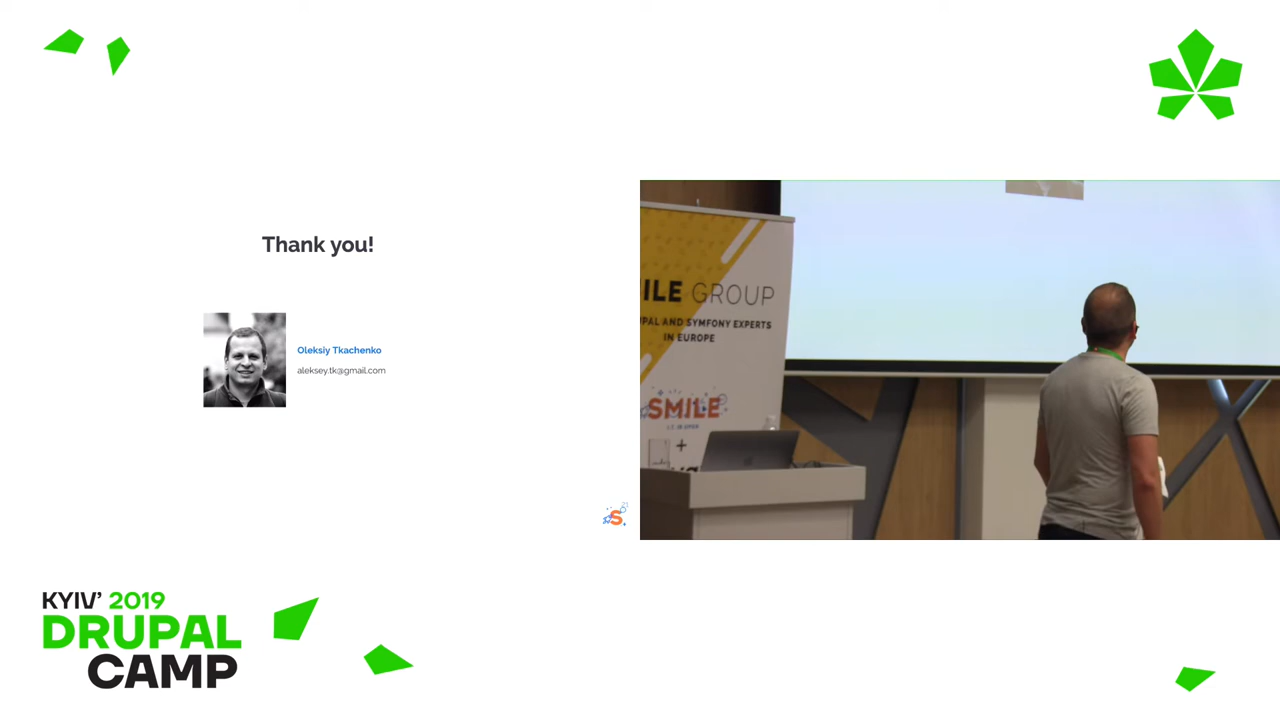 Thank you!
Oleksiy Tkachenko
aleksey.tk@gmail.com
21
S
ILE GROUP
PAL AND SYMFONY EXPERTS
IN EUROPE
SMILE
+
KYIV’ 2019
DRUPAL
CAMP